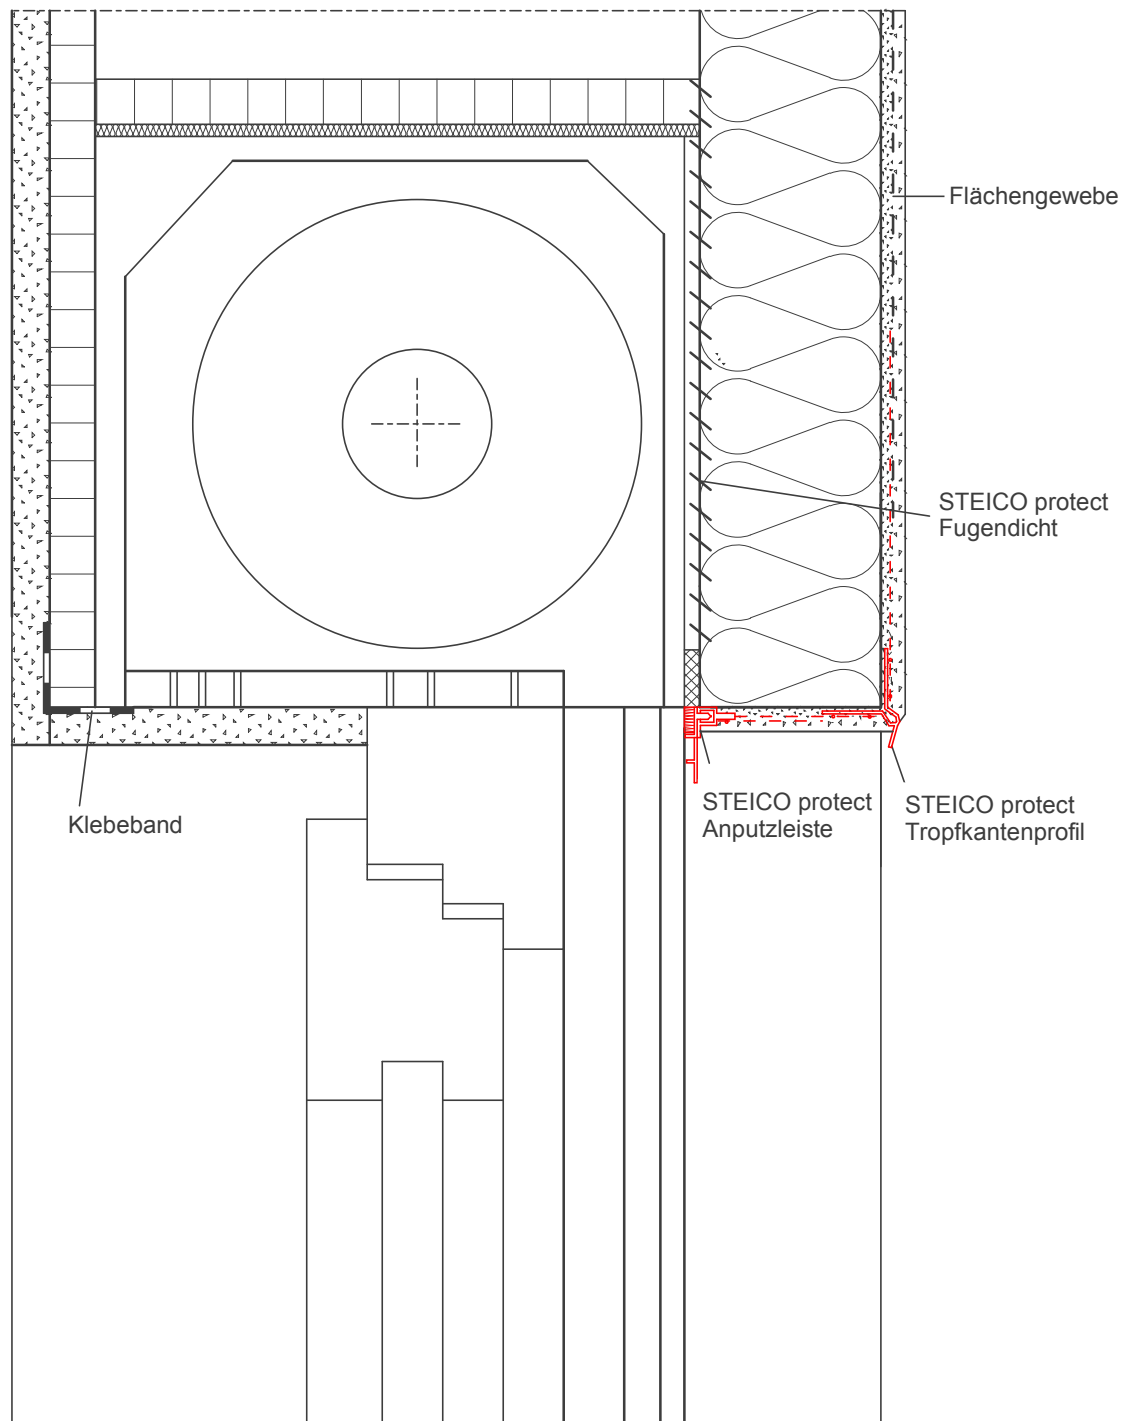 Flächengewebe
STEICO protect
Fugendicht
STEICO protect
Anputzleiste
STEICO protect
Tropfkantenprofil
Klebeband